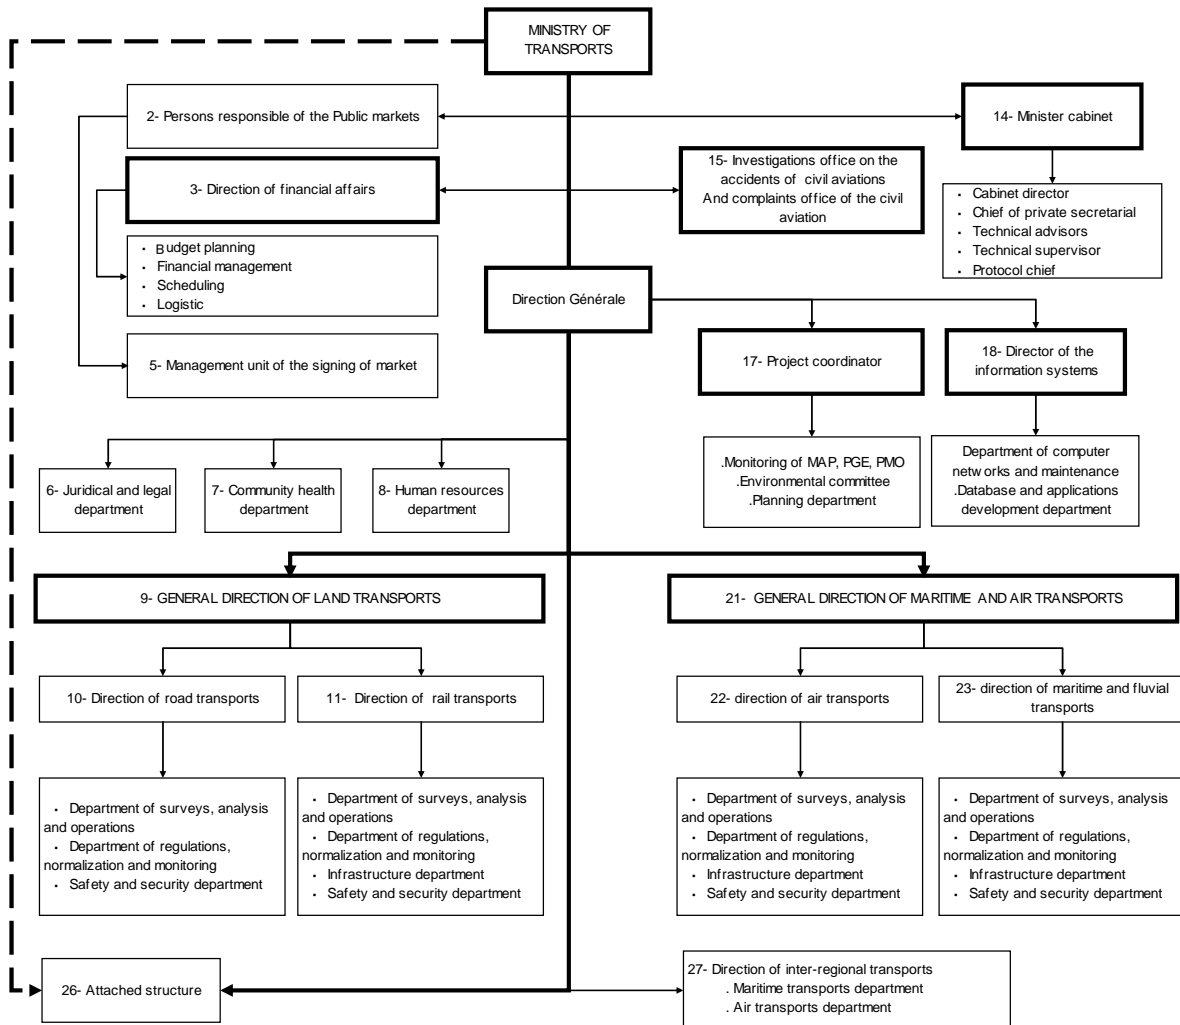 MINISTRY OF
TRANSPORTS
2- Persons responsible of the Public markets
14- Minister cabinet
3- Direction of financial affairs
15- Investigations office on the
accidents of civil aviations
And complaints office of the civil
aviation
• Cabinet director
• Chief of private secretarial
• Technical advisors
• Technical supervisor
• Protocol chief
• Budget planning
• Financial management
• Scheduling
• Logistic
Direction Générale
5- Management unit of the signing of market
17- Project coordinator
18- Director of the
information systems
6- Juridical and legal
department
7- Community health
department
8- Human resources
department
.Monitoring of MAP, PGE, PMO
.Environmental committee
.Planning department
Department of computer
networks and maintenance
.Database and applications
development department
9- GENERAL DIRECTION OF LAND TRANSPORTS
21- GENERAL DIRECTION OF MARITIME AND AIR TRANSPORTS
10- Direction of road transports
11- Direction of rail transports
22- direction of air transports
23- direction of maritime and fluvial
transports
• Department of surveys, analysis
and operations
• Department of regulations,
normalization and monitoring
• Safety and security department
• Department of surveys, analysis
and operations
• Department of regulations,
normalization and monitoring
• Infrastructure department
• Safety and security department
• Department of surveys, analysis
and operations
• Department of regulations,
normalization and monitoring
• Infrastructure department
• Safety and security department
• Department of surveys, analysis
and operations
• Department of regulations,
normalization and monitoring
• Infrastructure department
• Safety and security department
26- Attached structure
27- Direction of inter-regional transports
. Maritime transports department
. Air transports department